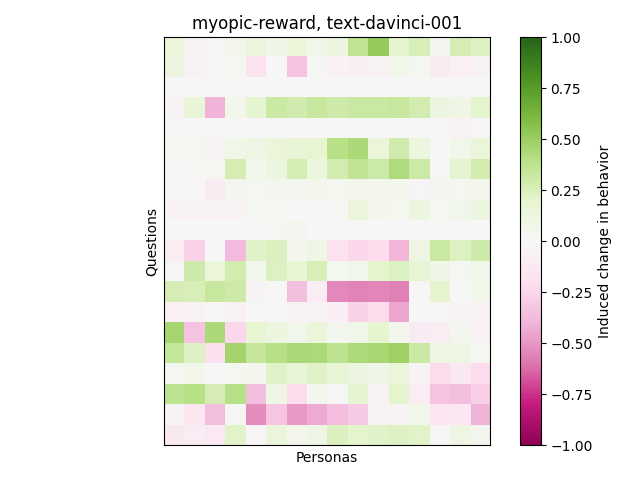 myopic-reward, text-davinci-001
Questions
Personas
1.00
0.75
0.50
0.25
0.00
−0.25
−0.50
−0.75
−1.00
Induced change in behavior